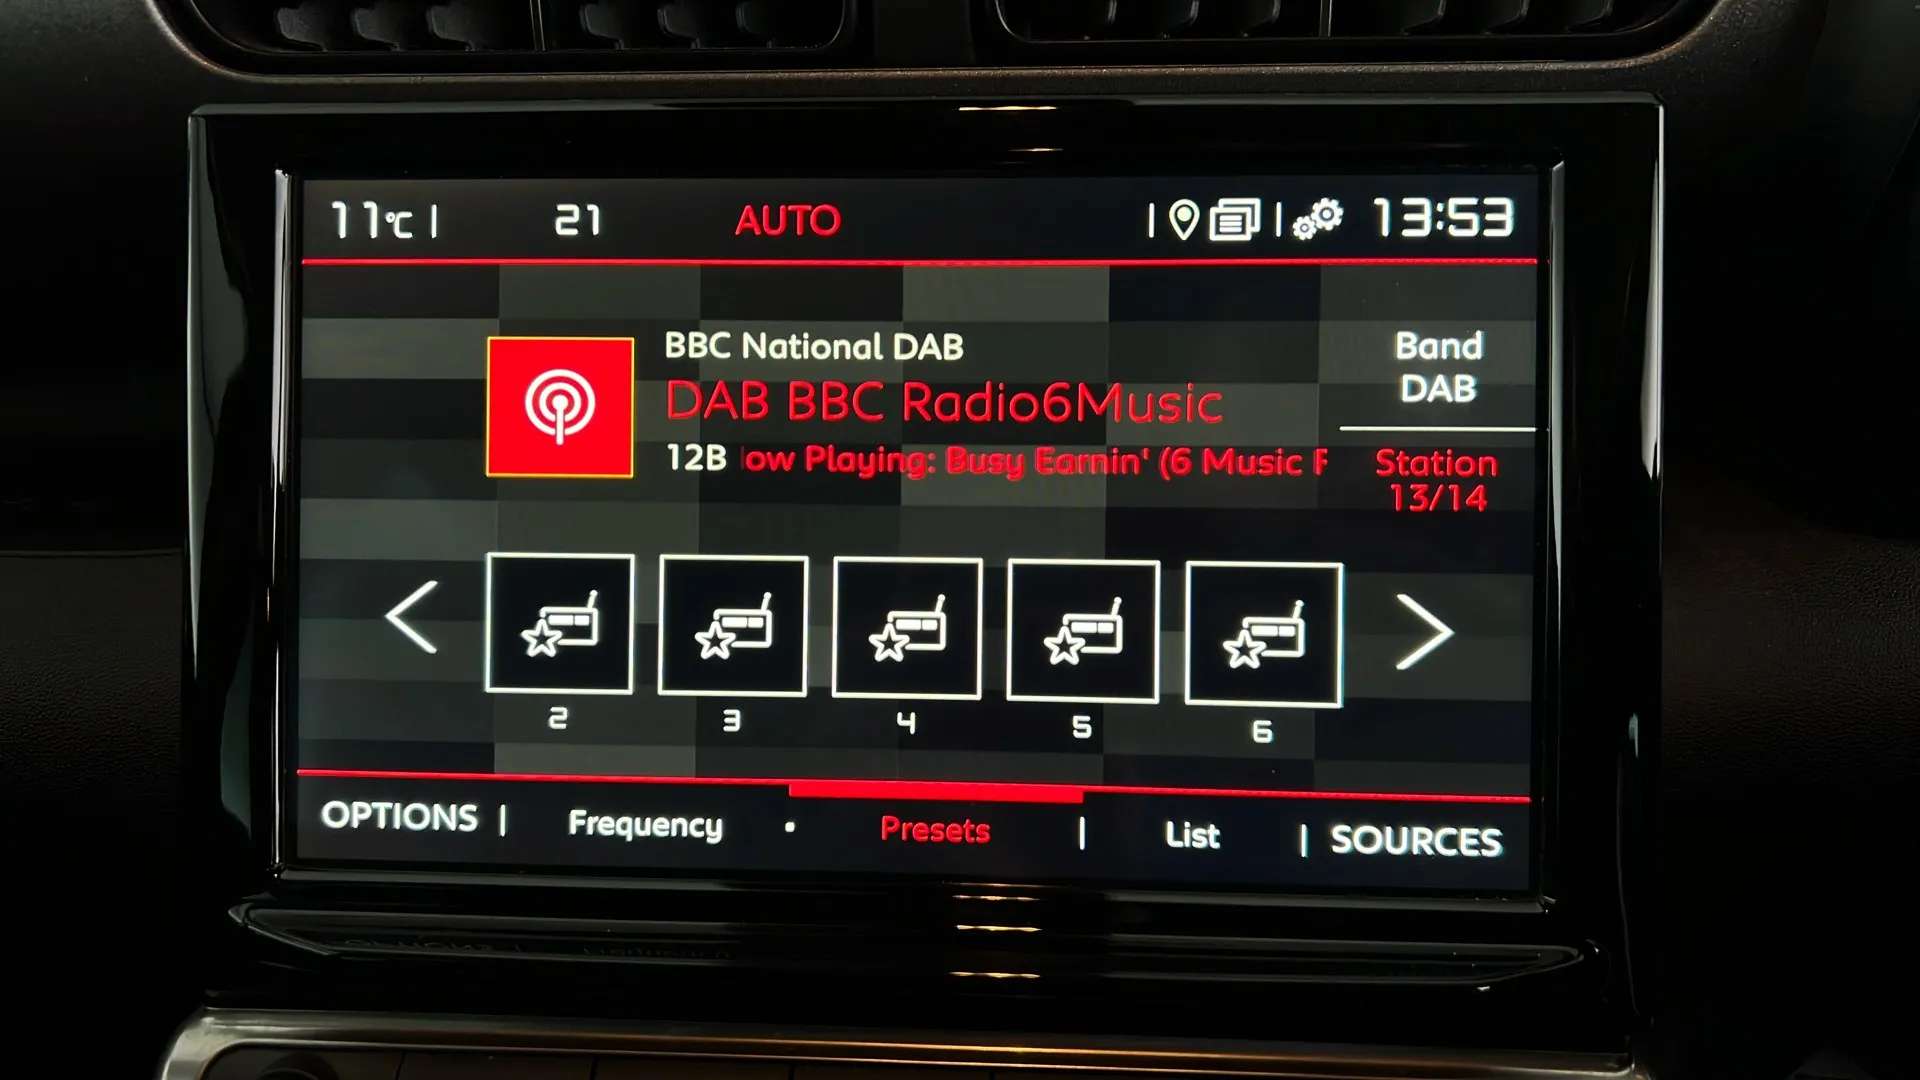 11°C | 21 AUTO | | 13:53
BBC National DAB
DAB BBC Radio6Music
12B ow Playing: Busy Earnin' (6 Music
Band
DAB
Station
13/14
2 3 4 5 6
OPTIONS | Frequency · Presets | List | SOURCES